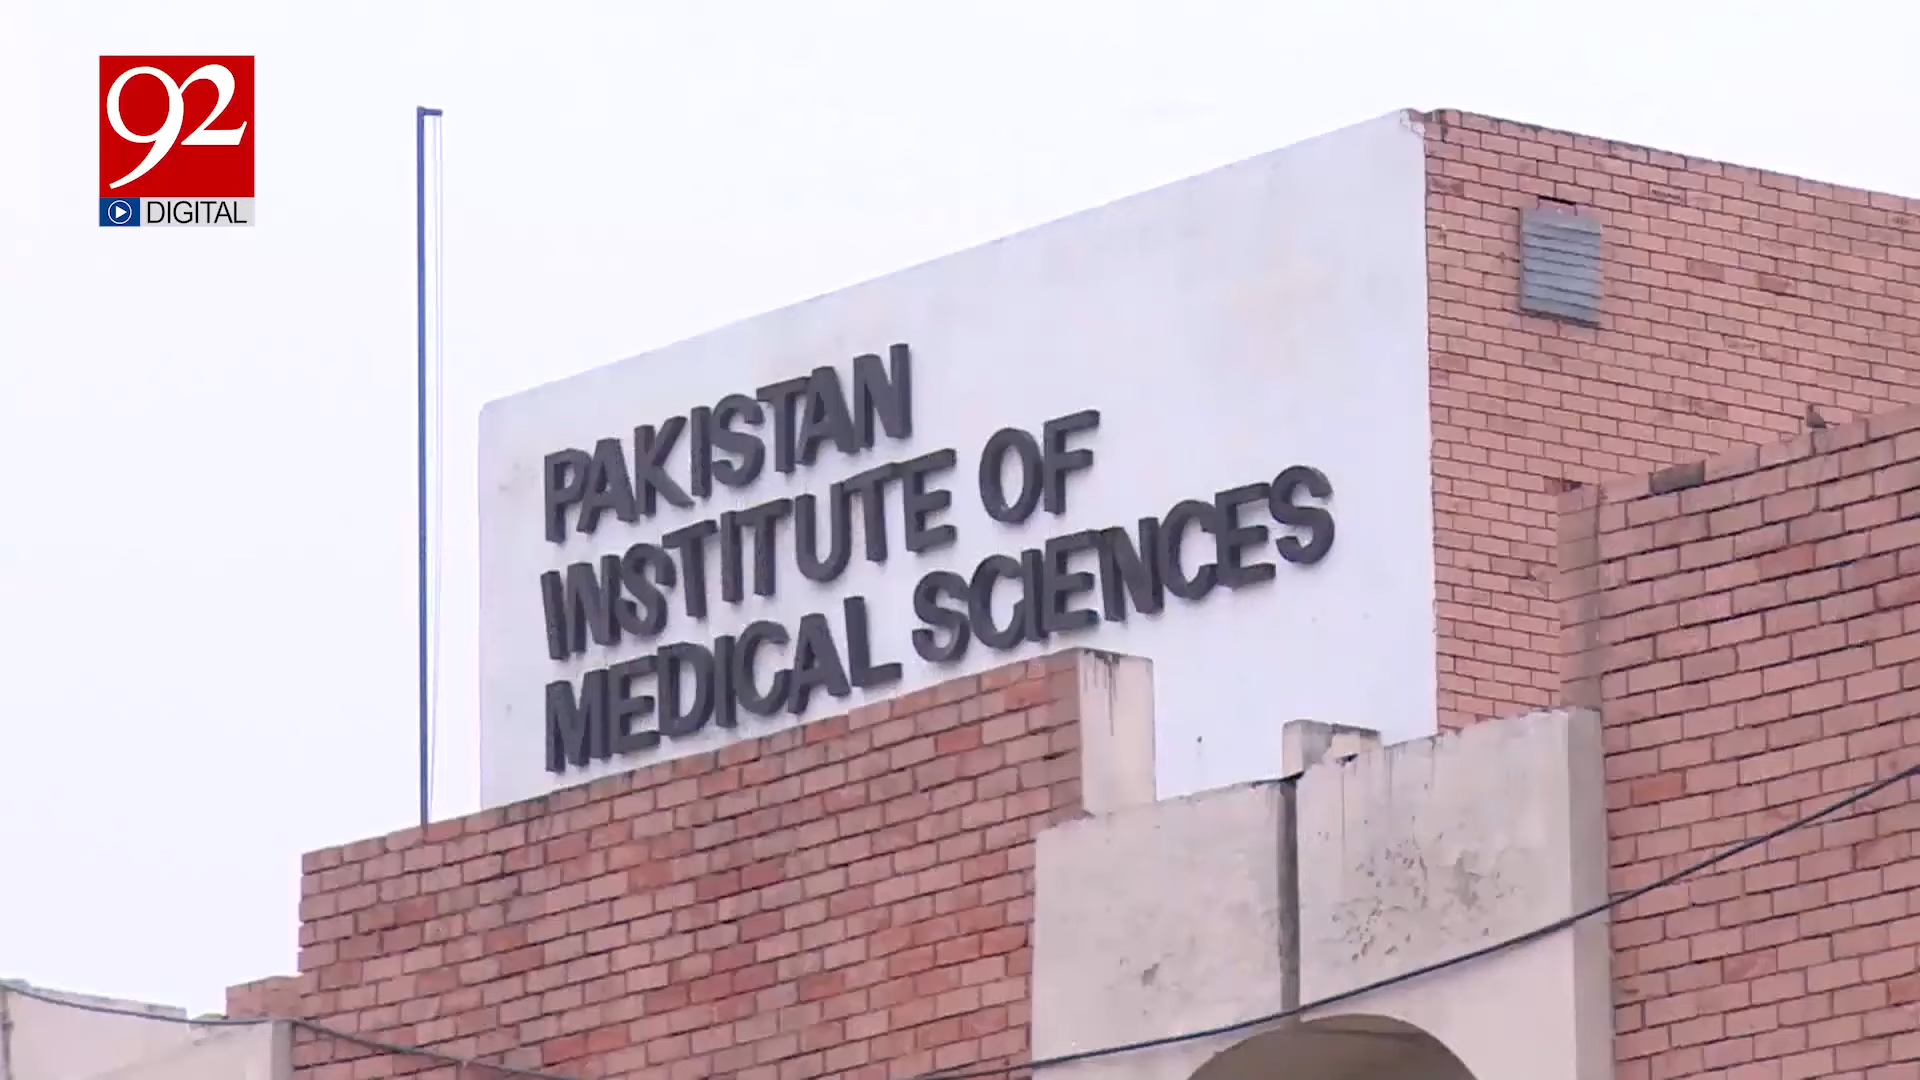 92
DIGITAL
PAKISTAN
INSTITUTE OF
MEDICAL SCIENCES